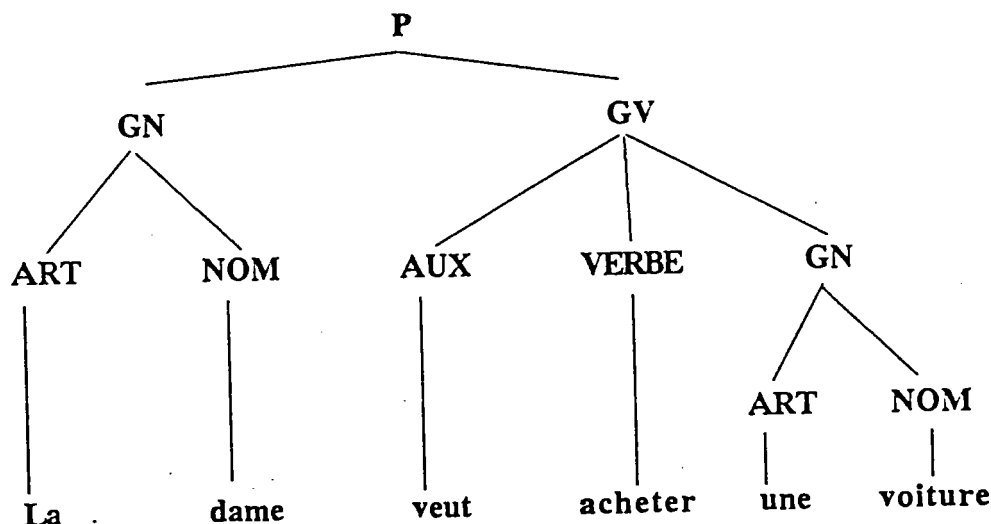 P
GN GV
ART NOM AUX VERBE GN
ART NOM
La dame veut acheter une voiture